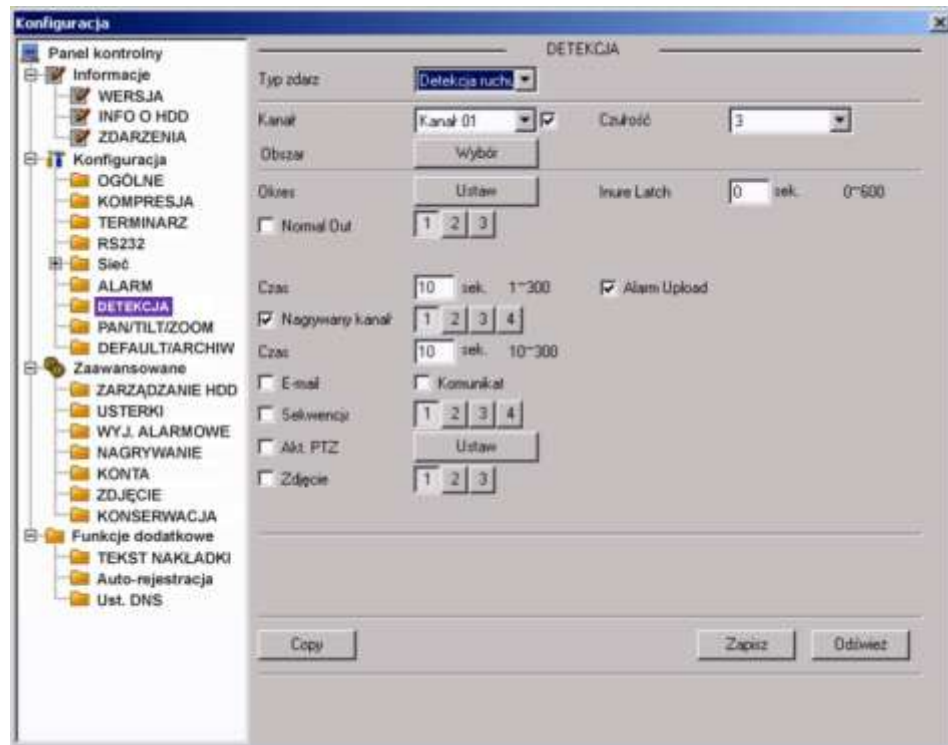 Konfiguracja
Panel kontrolny
Informacje
WERSJA
INFO O HDD
ZDARZENIA
Konfiguracja
OGÓLNE
KOMPRESJA
TERMINARZ
RS232
Sieć
ALARM
DETEKCJA
PAN/TILT/ZOOM
DEFAULT/ARCHIW
Zaawansowane
ZARZĄDZANIE HDD
USTERKI
WYJ. ALARMOWE
NAGRYWANIE
KONTA
ZDJĘCIE
KONSERWACJA
Funkcje dodatkowe
TEKST NAKŁADKI
Auto-rejestracja
Ust. DNS
DETEKCJA
Typ zdarz Detekcja ruchu
Kanał Kanał 01 Czułość 3
Obszar Wybór
Okres Ustaw Inure Latch 0 sek. 0~600
Normal Out 1 2 3
Czas 10 sek. 1~300 Alarm Upload
Nagrywany kanał 1 2 3 4
Czas 10 sek. 10~300
E-mail Komunikat
Sekwencja 1 2 3 4
Akt. PTZ Ustaw
Zdjęcie 1 2 3
Copy Zapisz Odśwież